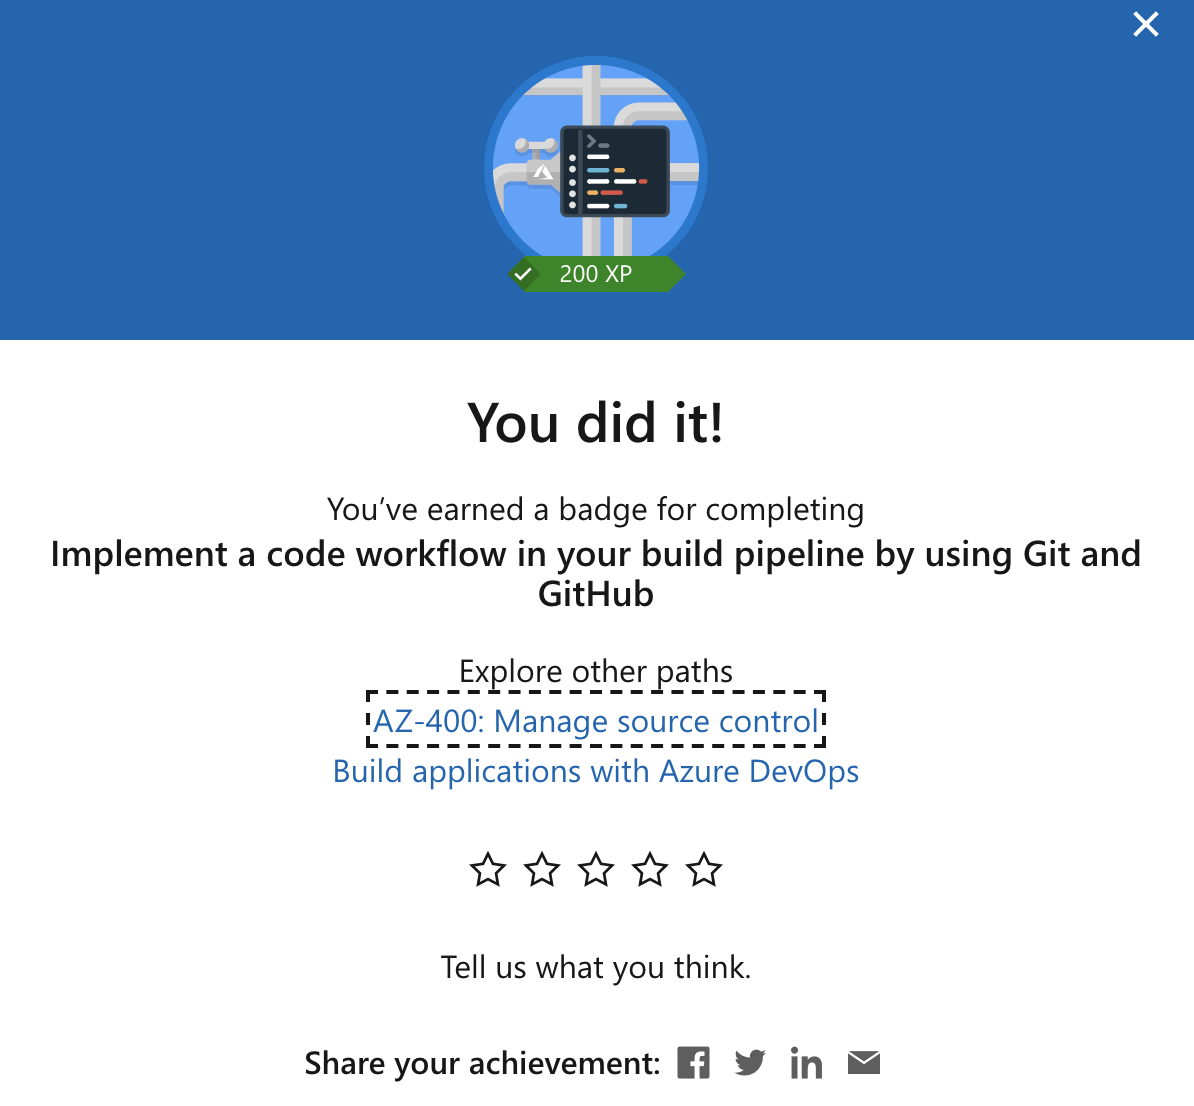 200 XP
You did it!
You’ve earned a badge for completing
Implement a code workflow in your build pipeline by using Git and
GitHub
Explore other paths
AZ-400: Manage source control
Build applications with Azure DevOps
Tell us what you think.
Share your achievement: